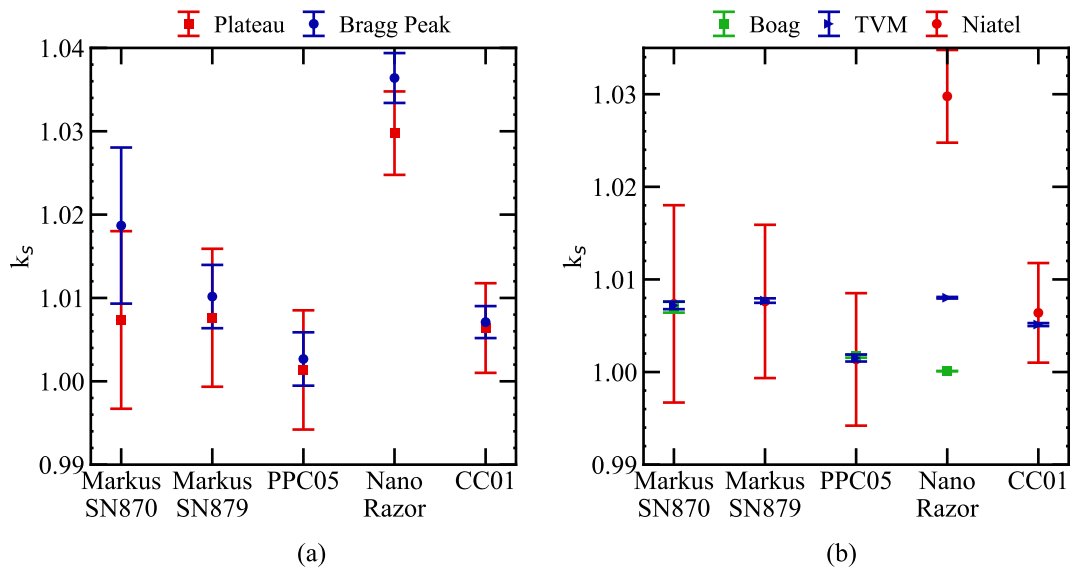 Plateau Bragg Peak
1.04
1.03
1.02
1.01
1.00
0.99
ks
Markus SN870
Markus SN879
PPC05
Nano Razor
CC01
(a)
Boag TVM Niatel
1.03
1.02
1.01
1.00
0.99
ks
Markus SN870
Markus SN879
PPC05
Nano Razor
CC01
(b)